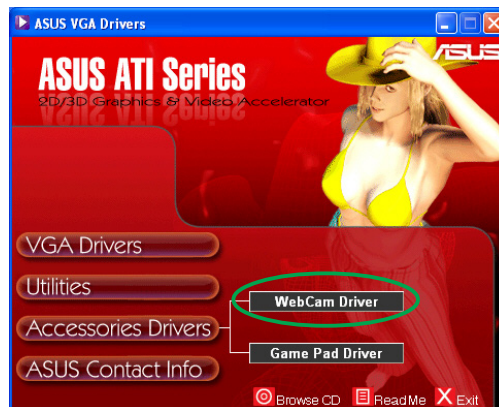 ASUS VGA Drivers
ASUS
ASUS ATI Series
2D/3D Graphics & Video Accelerator
VGA Drivers
Utilities
WebCam Driver
Accessories Drivers
Game Pad Driver
ASUS Contact Info
Browse CD
ReadMe
Exit